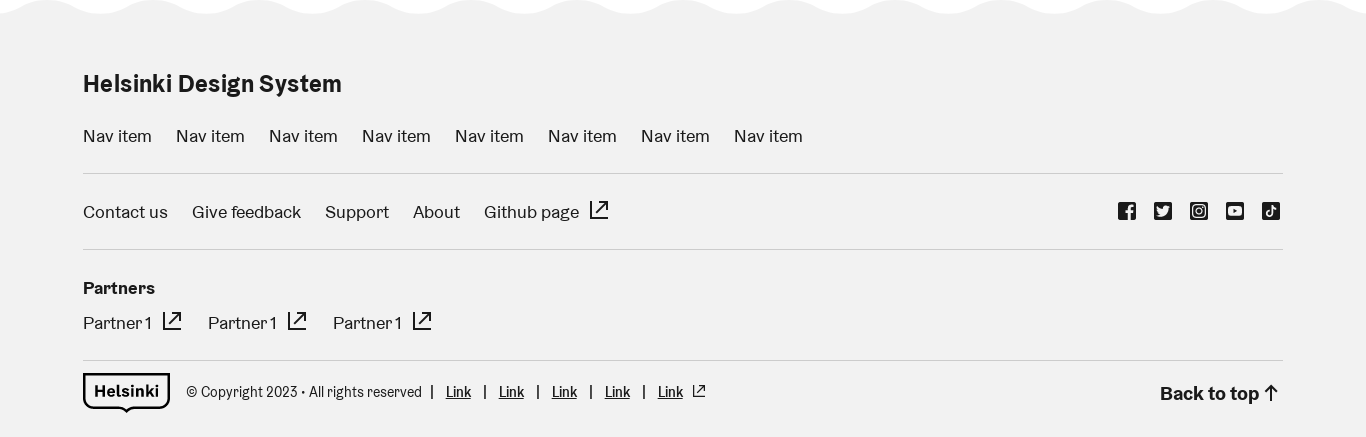 Helsinki Design System
Nav item Nav item Nav item Nav item Nav item Nav item Nav item Nav item
Contact us Give feedback Support About Github page
Partners
Partner 1 Partner 1 Partner 1
Helsinki © Copyright 2023 • All rights reserved | Link | Link | Link | Link | Link Back to top